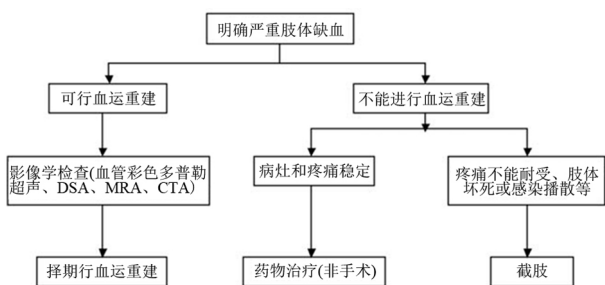 明确严重肢体缺血
可行血运重建
不能进行血运重建
影像学检查(血管彩色多普勒
超声、DSA、MRA、CTA)
病灶和疼痛稳定
疼痛不能耐受、肢体
坏死或感染播散等
择期行血运重建
药物治疗(非手术)
截肢